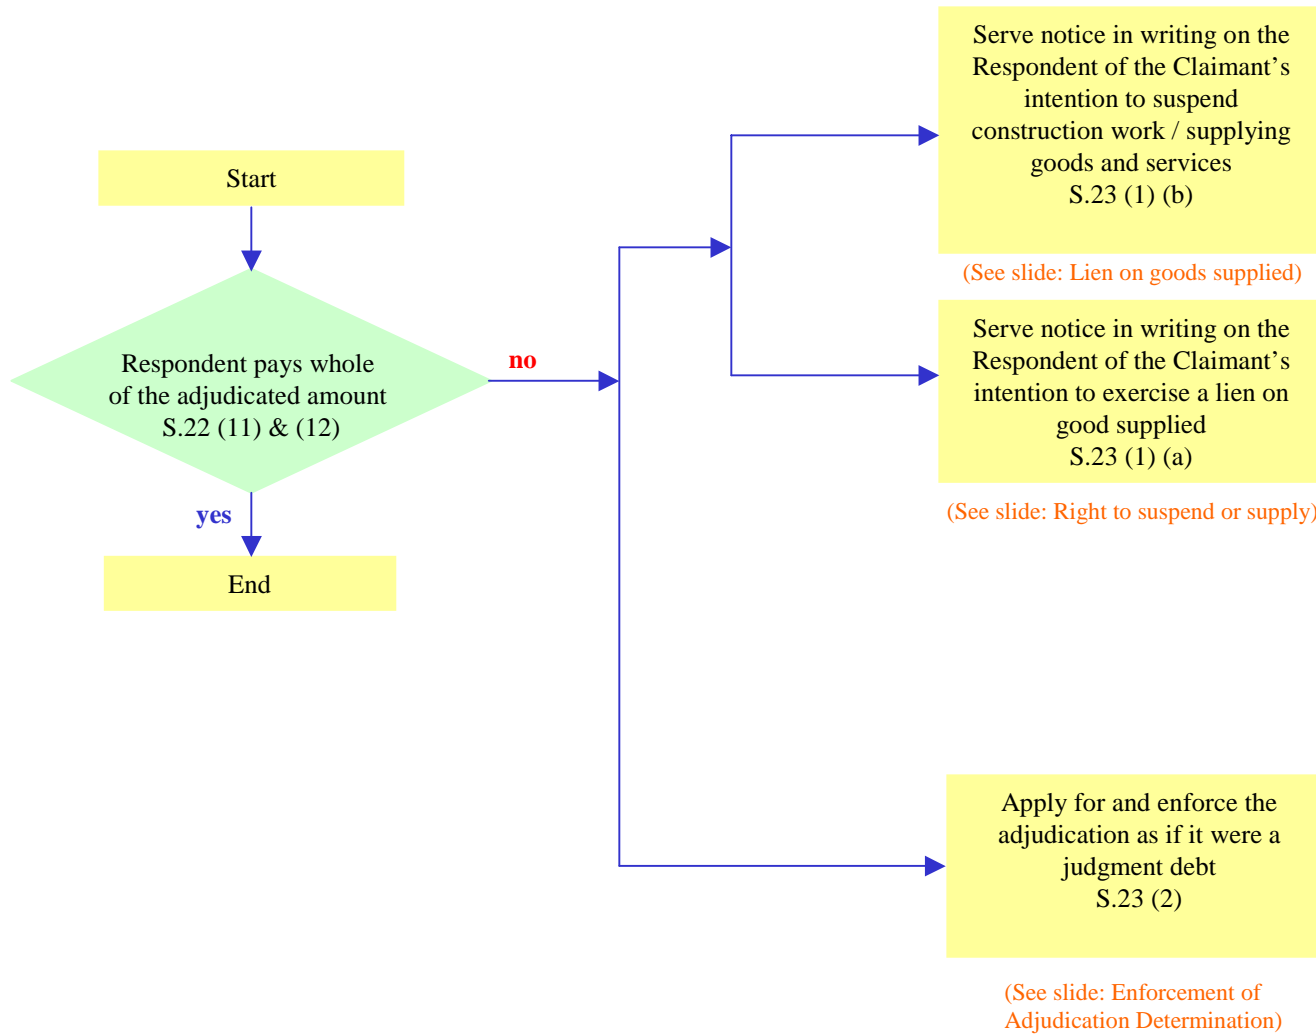 Start
Respondent pays whole
of the adjudicated amount
S.22 (11) & (12)
yes
End
no
Serve notice in writing on the
Respondent of the Claimant’s
intention to suspend
construction work / supplying
goods and services
S.23 (1) (b)
(See slide: Lien on goods supplied)
Serve notice in writing on the
Respondent of the Claimant’s
intention to exercise a lien on
good supplied
S.23 (1) (a)
(See slide: Right to suspend or supply)
Apply for and enforce the
adjudication as if it were a
judgment debt
S.23 (2)
(See slide: Enforcement of
Adjudication Determination)